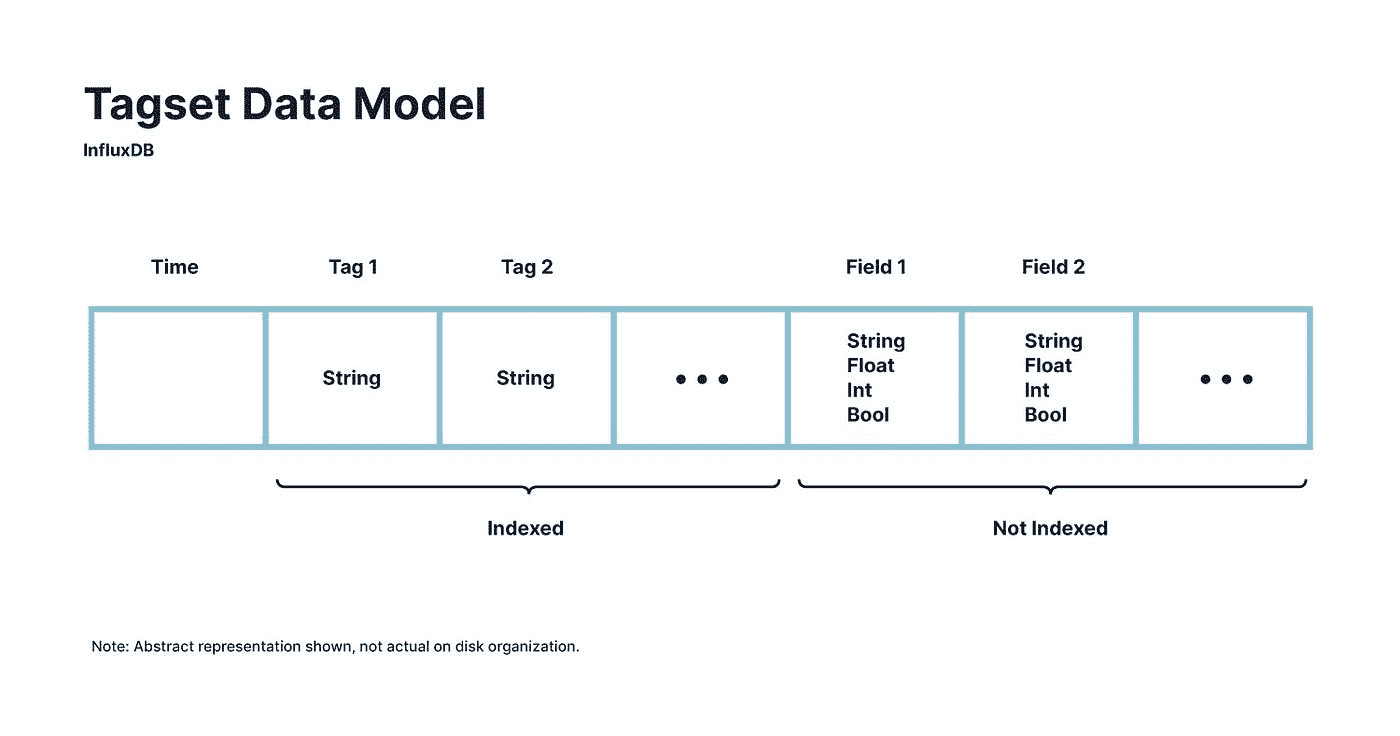 Tagset Data Model
InfluxDB
Time Tag 1 Tag 2 Field 1 Field 2
String String
String
Float
Int
Bool
String
Float
Int
Bool
Indexed Not Indexed
Note: Abstract representation shown, not actual on disk organization.